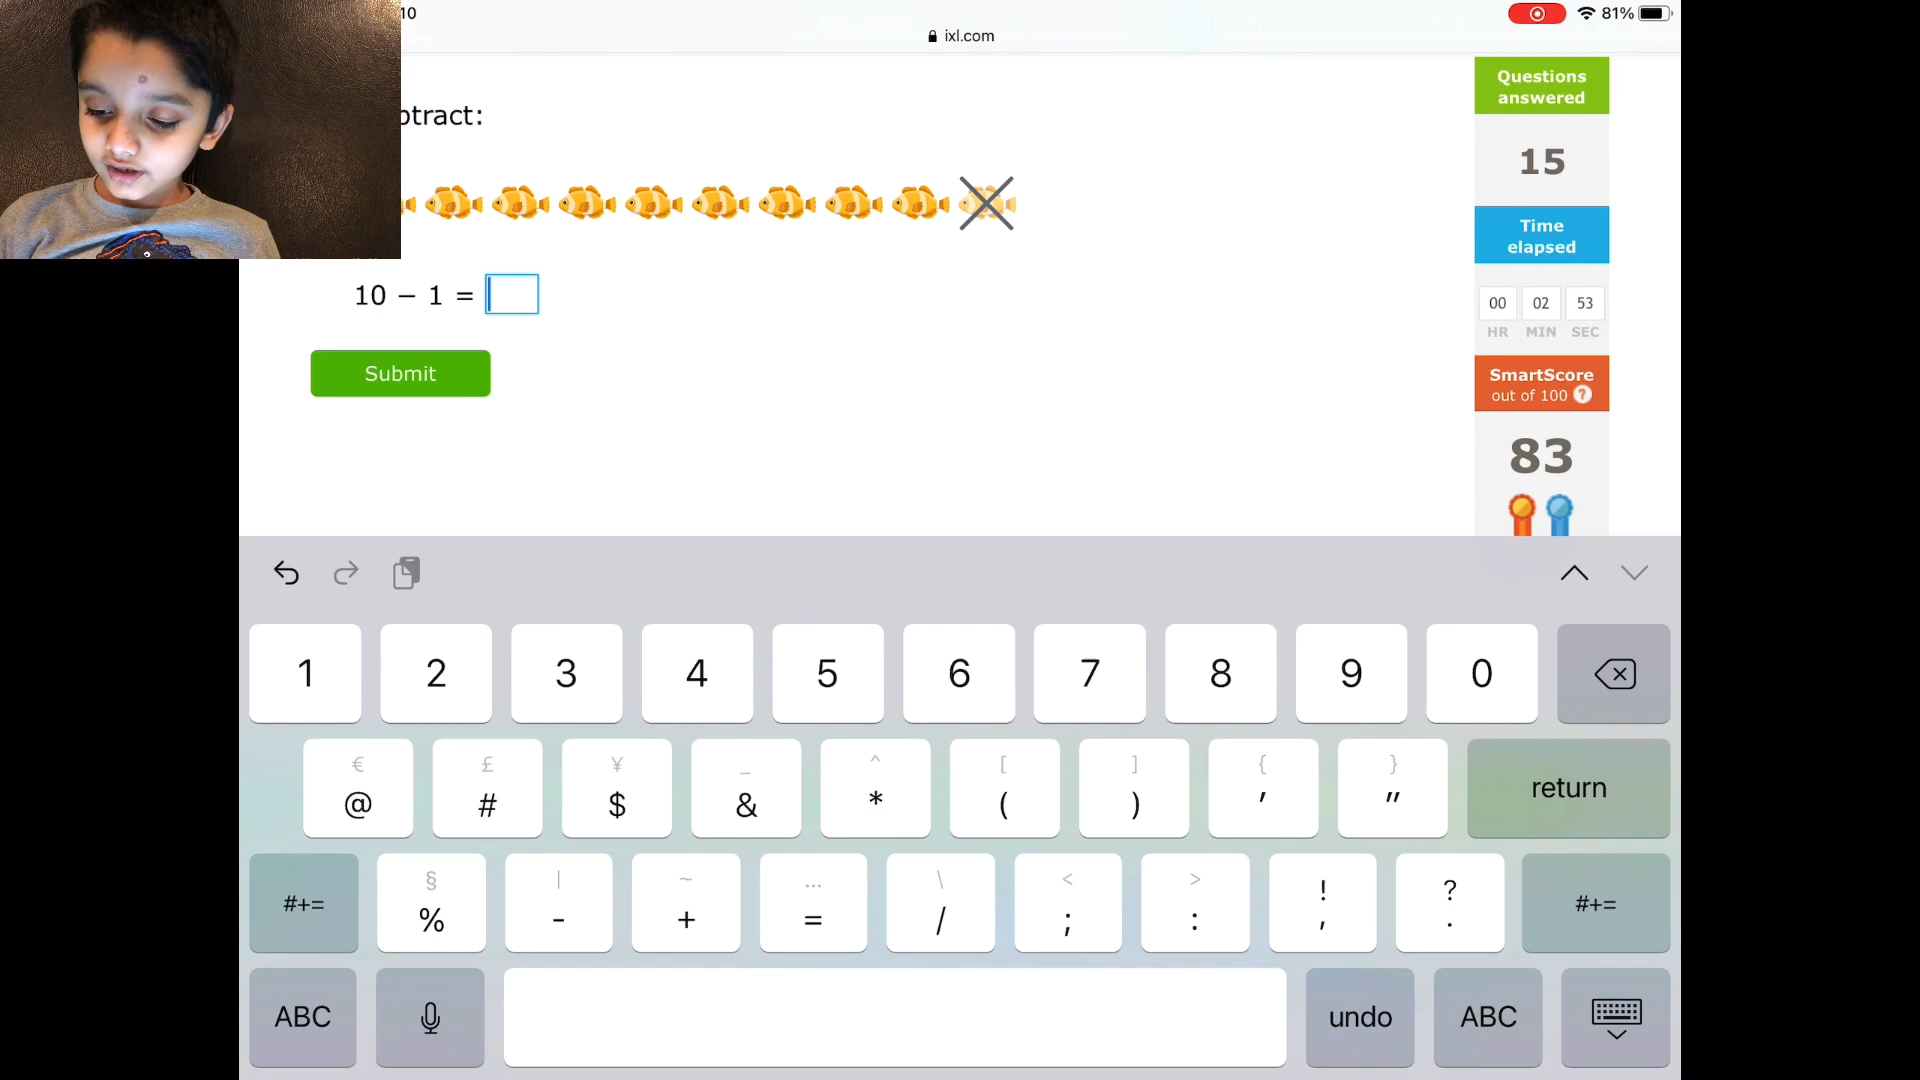 10
81%
ixl.com
btract:
10 − 1 =
Submit
Questions
answered
15
Time
elapsed
00 02 53
HR MIN SEC
SmartScore
out of 100 ?
83
1 2 3 4 5 6 7 8 9 0
€ £ ¥ _ ^ [ ] { }
@ # $ & * ( ) ' " return
§ | ~ … \ < > ! ?
#+= % - + = / ; : , . #+=
ABC undo ABC